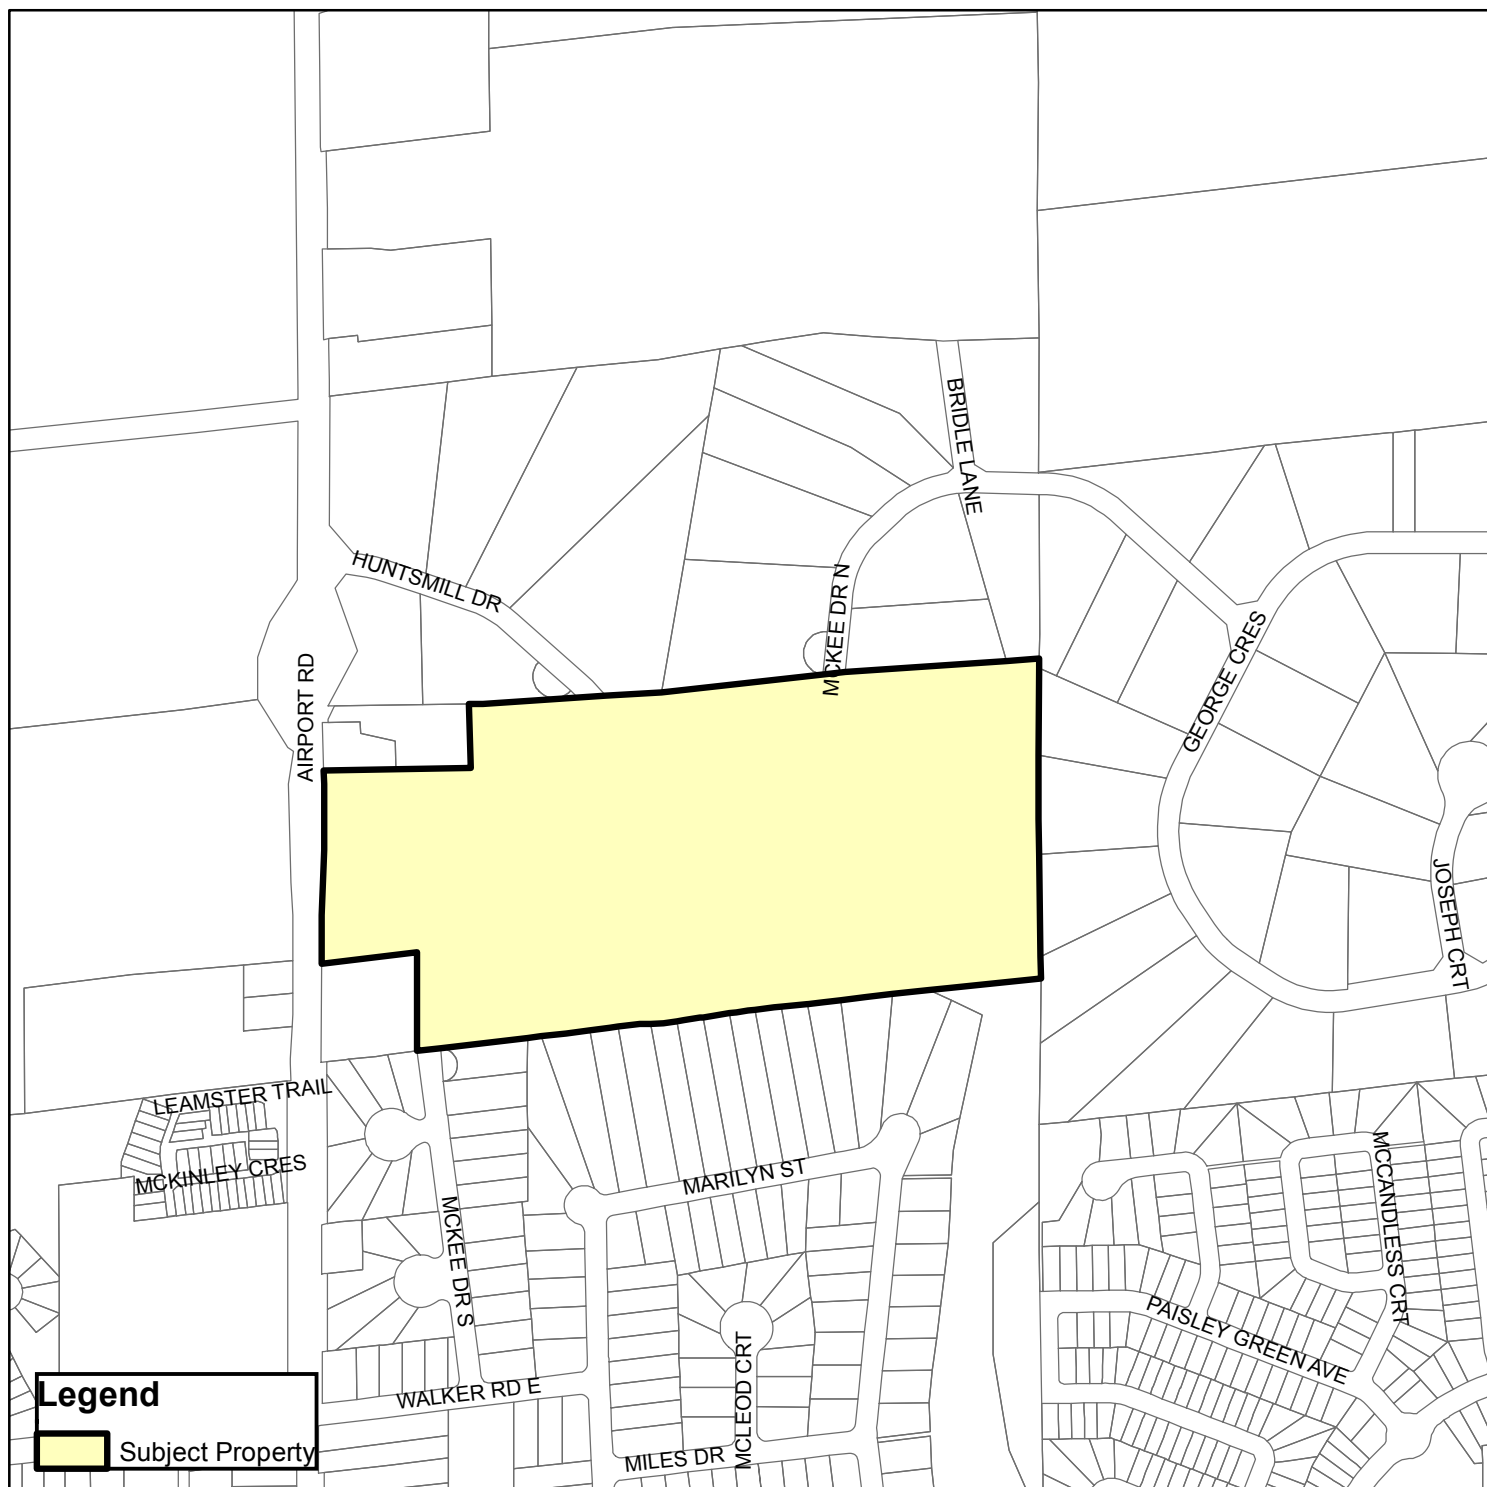 BRIDLE LANE
HUNTSMILL DR
MCKEE DR N
GEORGE CRES
AIRPORT RD
JOSEPH CRT
LEAMSTER TRAIL
MCKINLEY CRES
MARILYN ST
MCKEE DR S
MCCANDLESS CRT
PAISLEY GREEN AVE
WALKER RD E
MCLEOD CRT
MILES DR
Legend
Subject Property